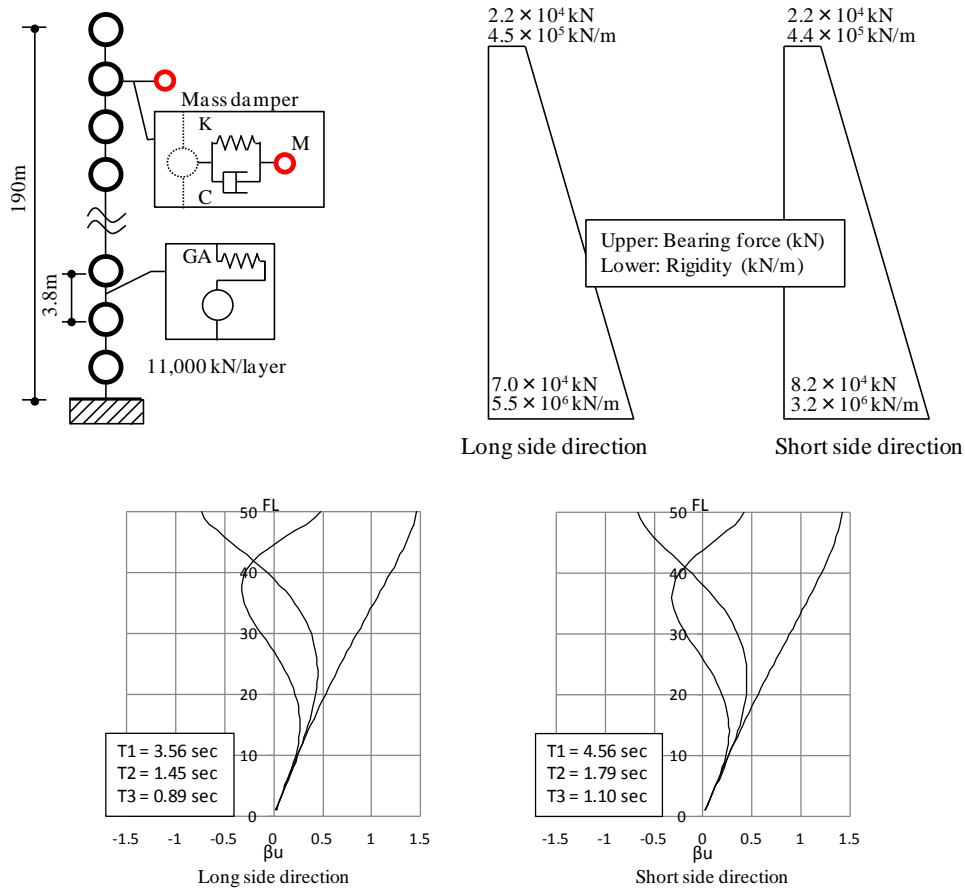 190m
Mass damper
K
M
C
3.8m
GA
11,000 kN/layer
2.2 × 10⁴ kN
4.5 × 10⁵ kN/m
2.2 × 10⁴ kN
4.4 × 10⁵ kN/m
Upper: Bearing force (kN)
Lower: Rigidity (kN/m)
7.0 × 10⁴ kN
5.5 × 10⁶ kN/m
8.2 × 10⁴ kN
3.2 × 10⁶ kN/m
Long side direction
Short side direction
FL
50
40
30
20
10
0
T1 = 3.56 sec
T2 = 1.45 sec
T3 = 0.89 sec
-1.5 -1 -0.5 0 0.5 1 1.5
βu
Long side direction
FL
50
40
30
20
10
0
T1 = 4.56 sec
T2 = 1.79 sec
T3 = 1.10 sec
-1.5 -1 -0.5 0 0.5 1 1.5
βu
Short side direction